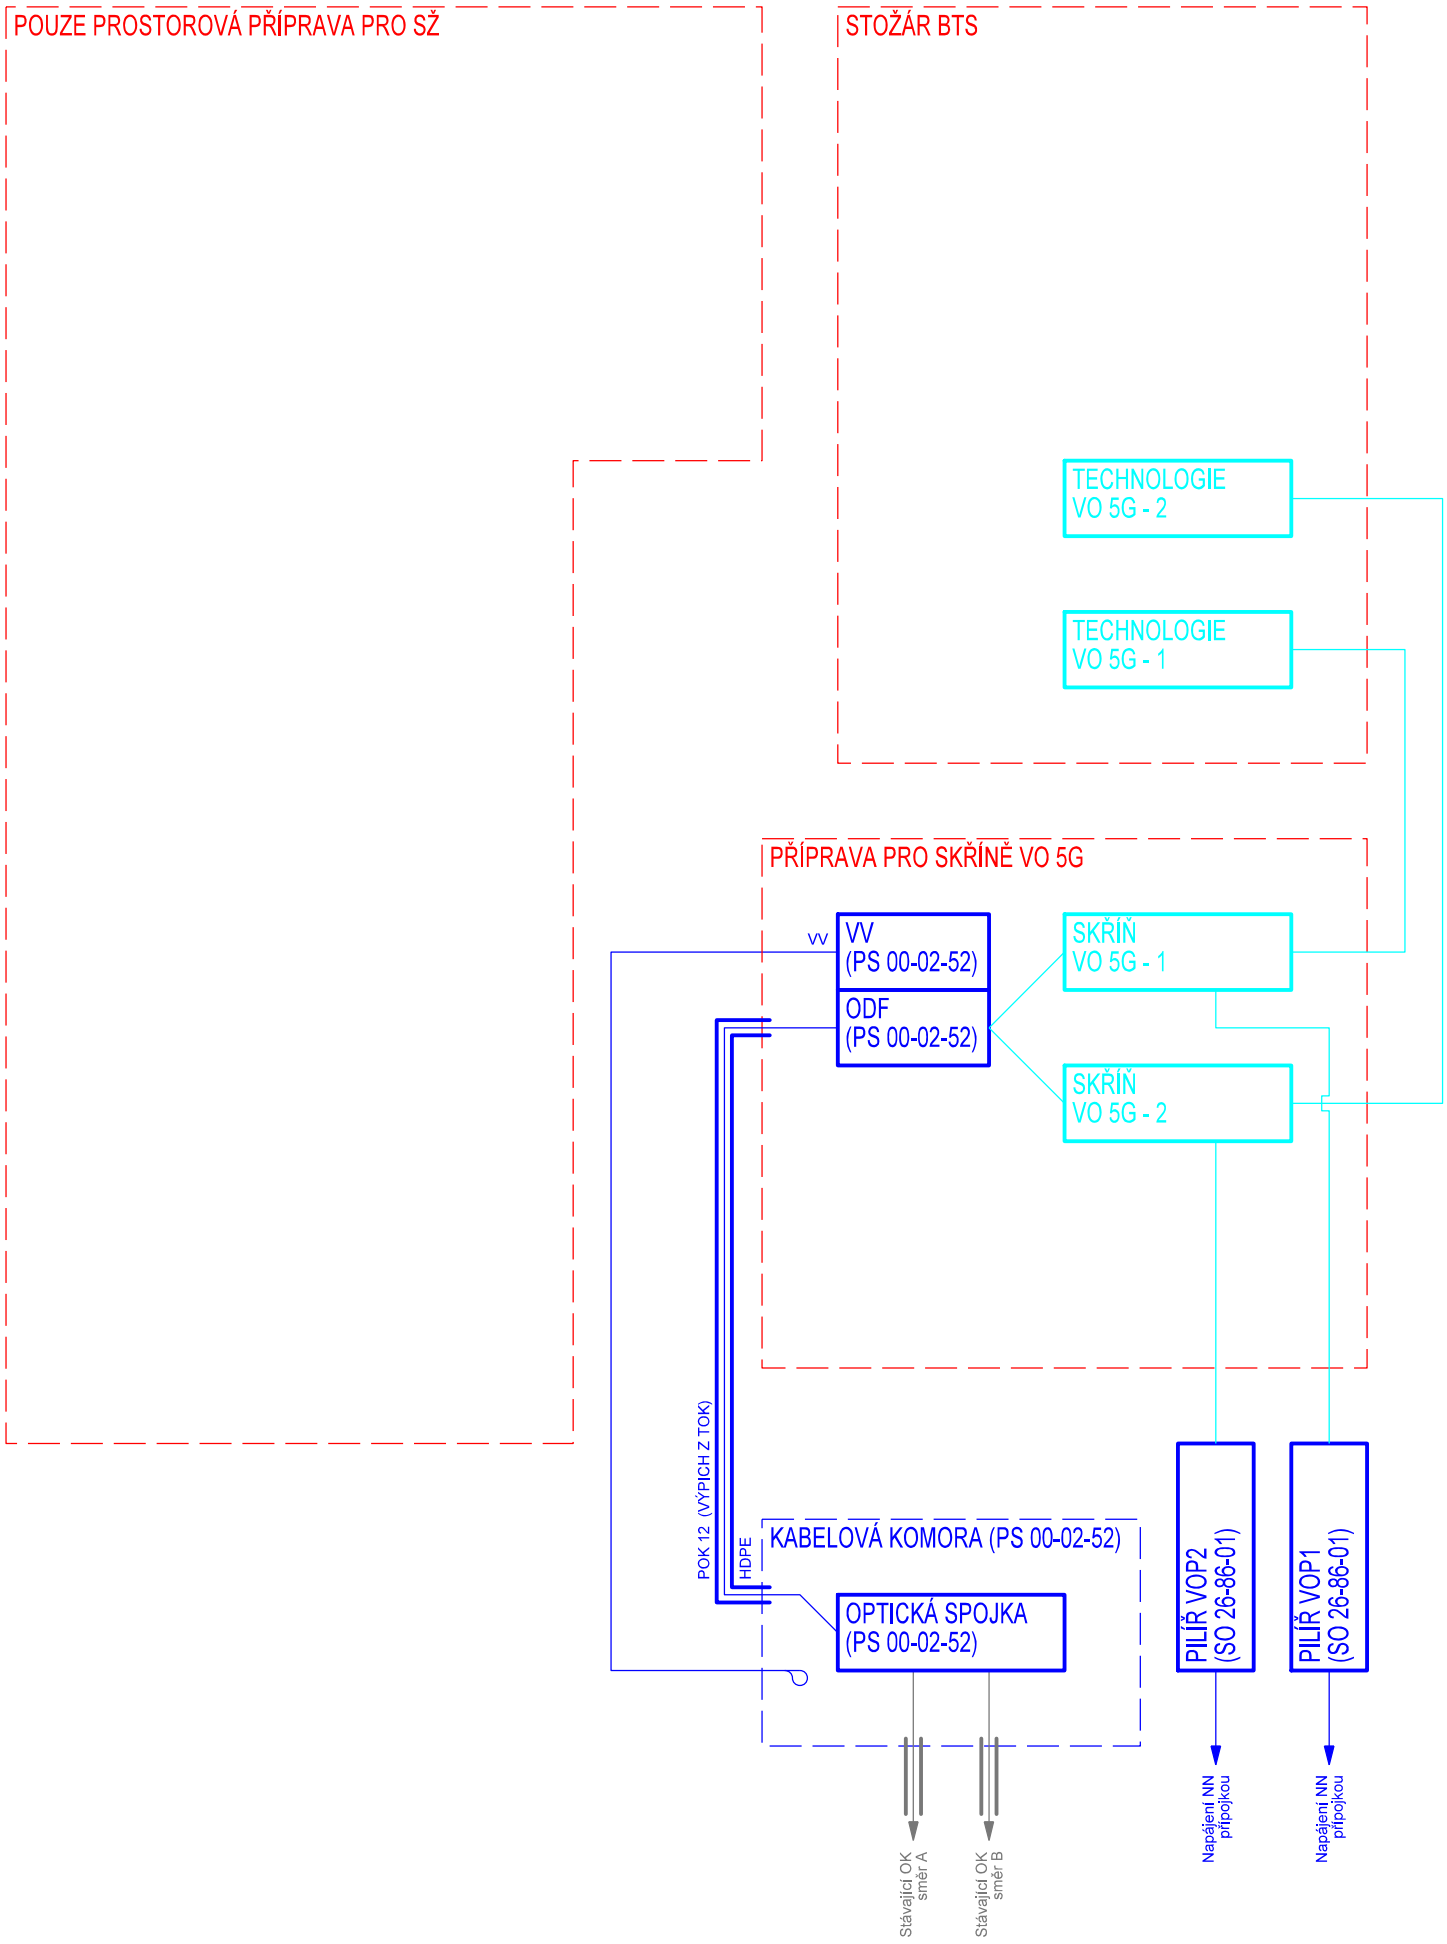 POUZE PROSTOROVÁ PŘÍPRAVA PRO SŽ
STOŽÁR BTS
TECHNOLOGIE
VO 5G - 2
TECHNOLOGIE
VO 5G - 1
PŘÍPRAVA PRO SKŘÍNĚ VO 5G
VV
VV
(PS 00-02-52)
ODF
(PS 00-02-52)
SKŘÍŇ
VO 5G - 1
SKŘÍŇ
VO 5G - 2
POK 12 (VÝPICH Z TOK)
HDPE
KABELOVÁ KOMORA (PS 00-02-52)
OPTICKÁ SPOJKA
(PS 00-02-52)
PILÍŘ VOP2
(SO 26-86-01)
PILÍŘ VOP1
(SO 26-86-01)
Napájení NN
přípojkou
Napájení NN
přípojkou
Stávající OK
směr A
Stávající OK
směr B